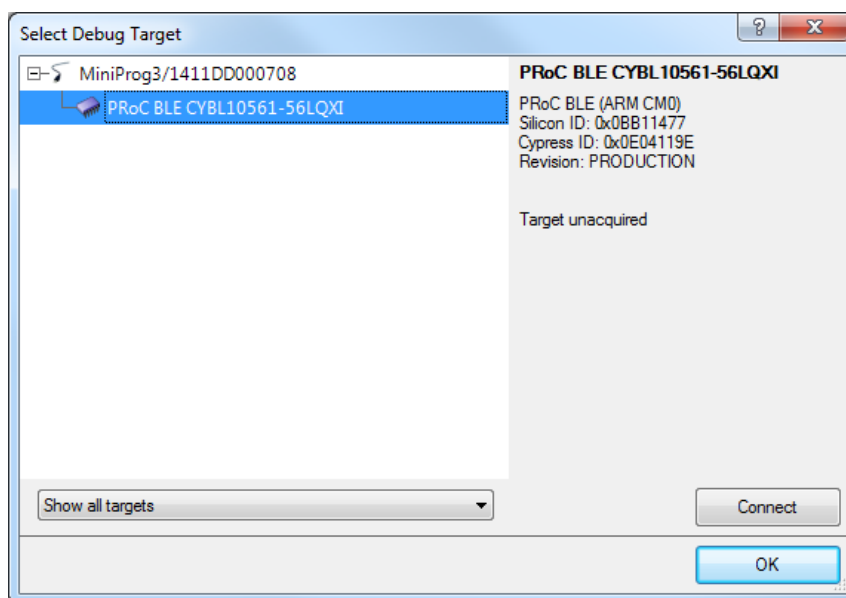 Select Debug Target
MiniProg3/1411DD000708
PRoC BLE CYBL10561-56LQXI
PRoC BLE CYBL10561-56LQXI
PRoC BLE (ARM CM0)
Silicon ID: 0x0BB11477
Cypress ID: 0x0E04119E
Revision: PRODUCTION
Target unacquired
Show all targets
Connect
OK